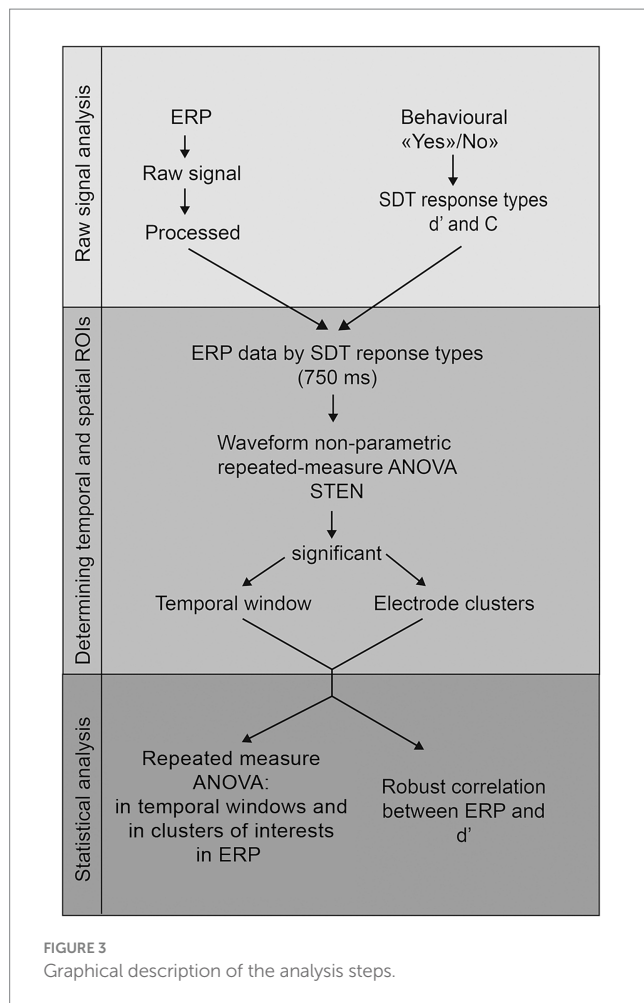 Raw signal analysis
ERP
Raw signal
Processed
Behavioural
«Yes»/No»
SDT response types
d' and C
Determining temporal and spatial ROIs
ERP data by SDT reponse types
(750 ms)
Waveform non-parametric
repeated-measure ANOVA
STEN
significant
Temporal window
Electrode clusters
Statistical analysis
Repeated measure
ANOVA:
in temporal windows and
in clusters of interests
in ERP
Robust correlation
between ERP and
d'
FIGURE 3
Graphical description of the analysis steps.